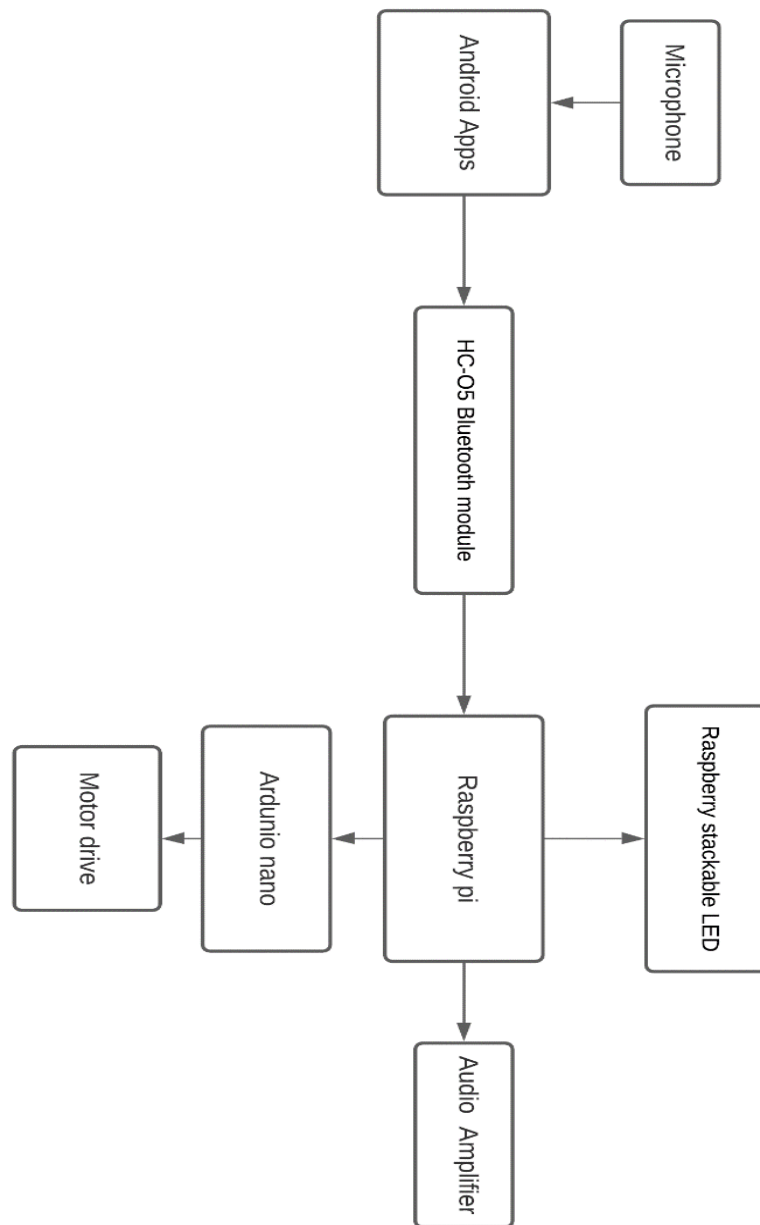 Microphone
Android Apps
HC-O5 Bluetooth module
Raspberry stackable LED
Raspberry pi
Ardunio nano
Motor drive
Audio Amplifier